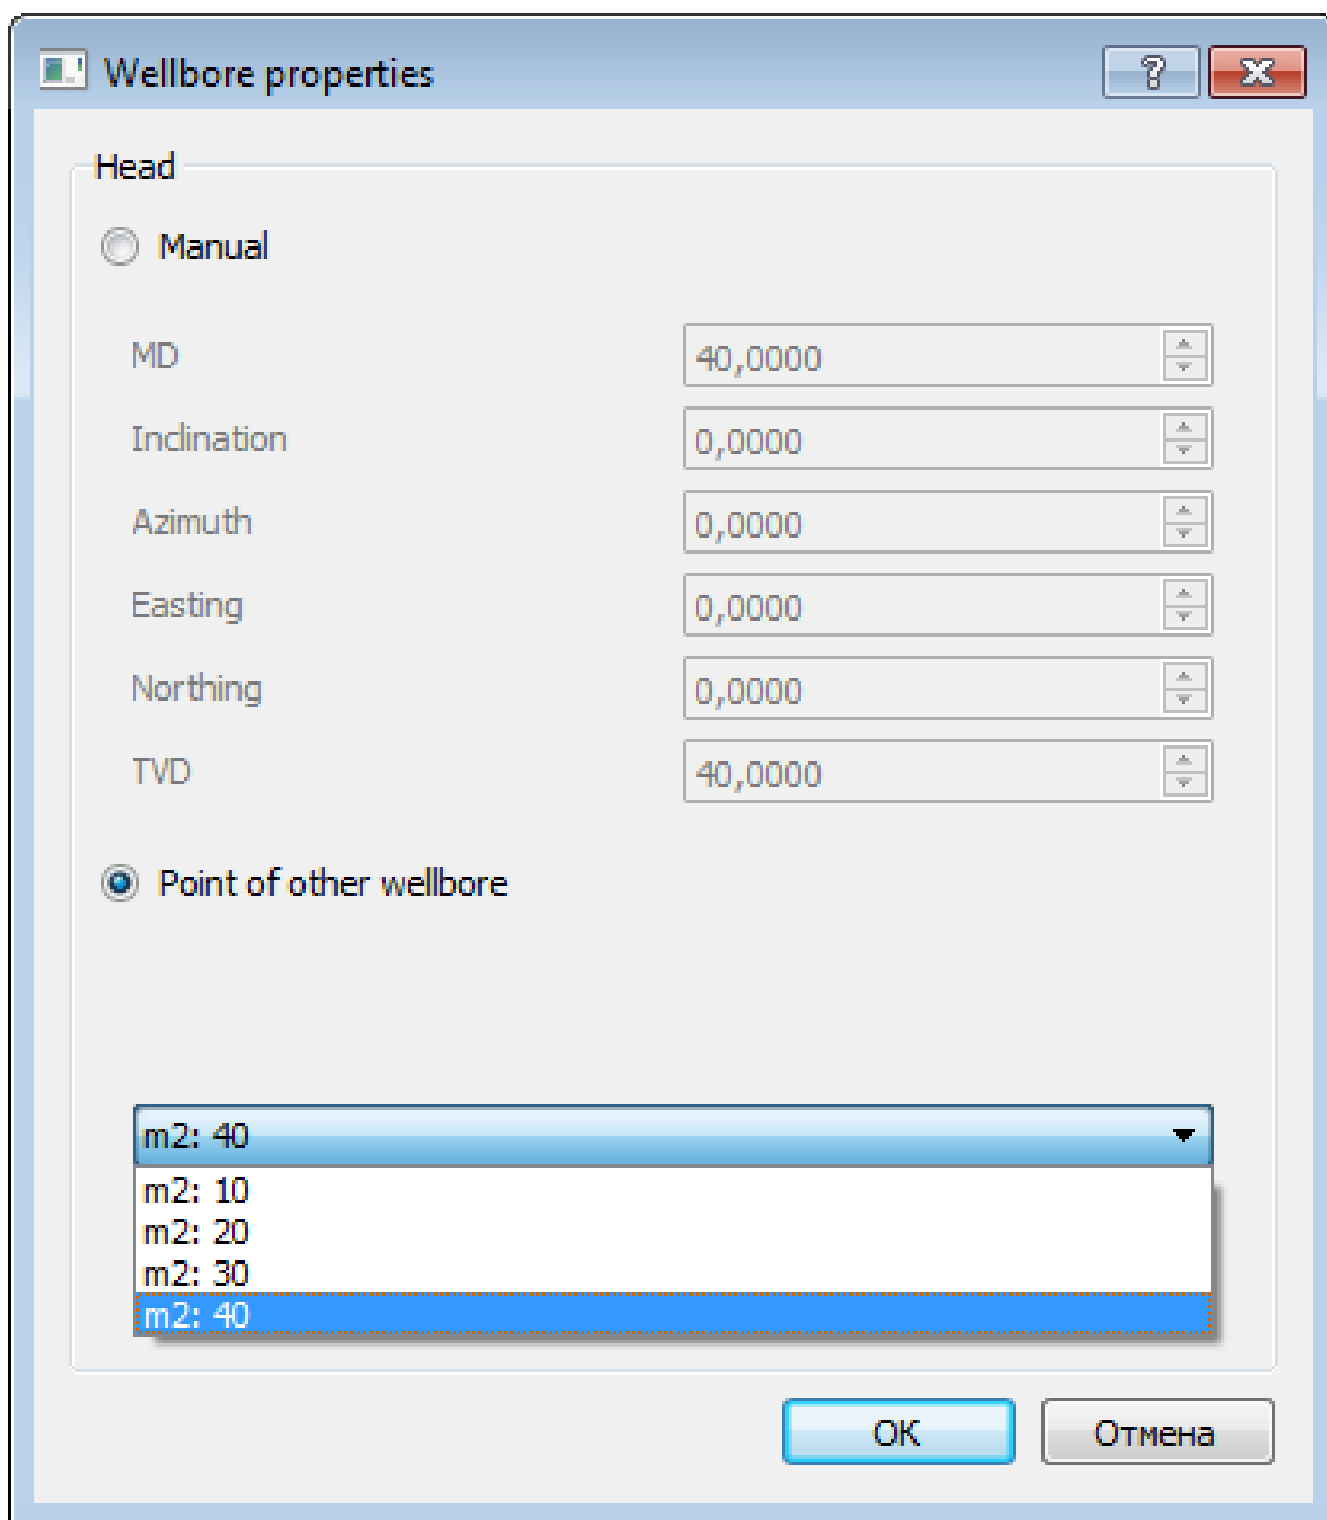 Wellbore properties
Head
Manual
MD 40,0000
Inclination 0,0000
Azimuth 0,0000
Easting 0,0000
Northing 0,0000
TVD 40,0000
Point of other wellbore
m2: 40
m2: 10
m2: 20
m2: 30
m2: 40
OK Отмена